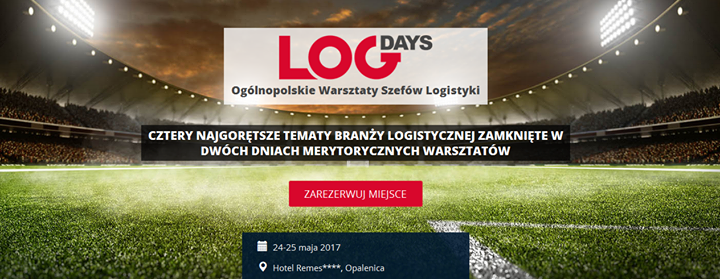 LOG DAYS
Ogólnopolskie Warsztaty Szefów Logistyki
CZTERY NAJGORĘTSZE TEMATY BRANŻY LOGISTYCZNEJ ZAMKNIĘTE W
DWÓCH DNIACH MERYTORYCZNYCH WARSZTATÓW
ZAREZERWUJ MIEJSCE
24-25 maja 2017
Hotel Remes****, Opalenica